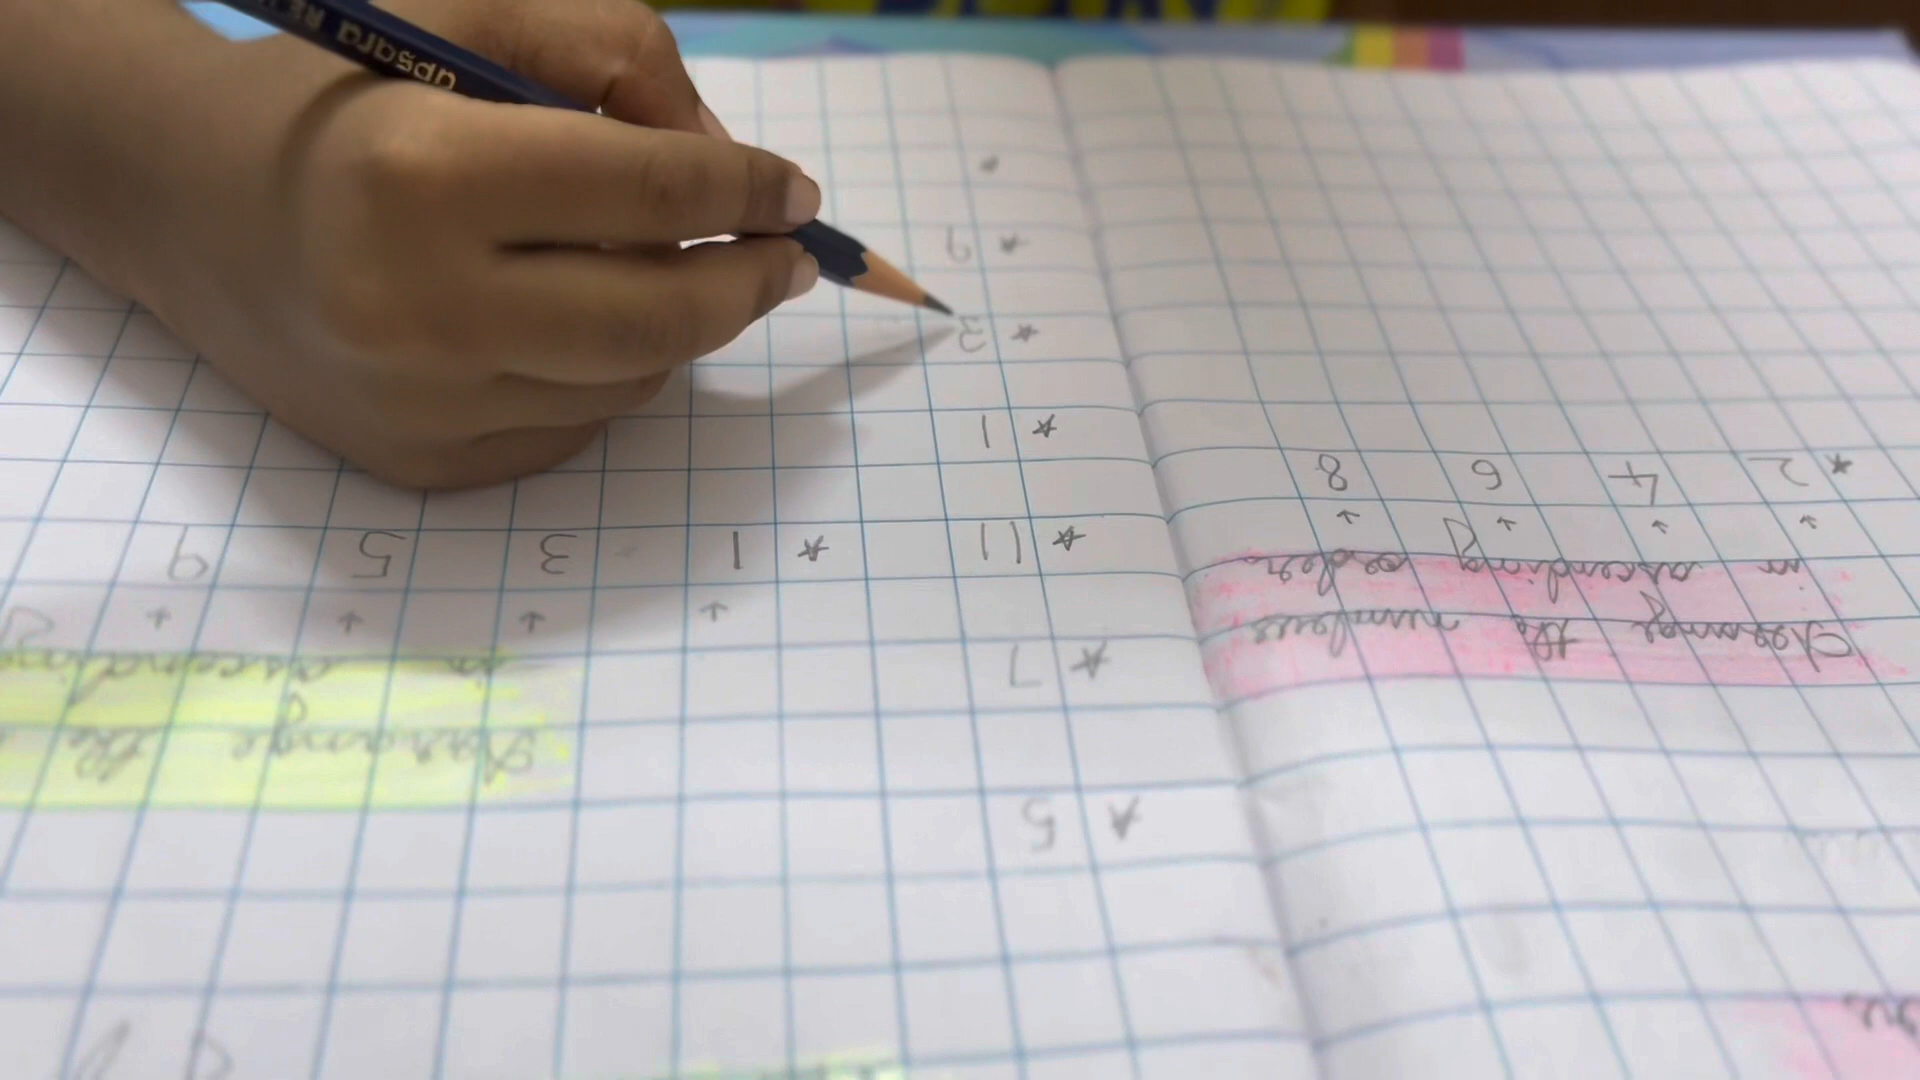 Arrange the numbers
in ascending order
* 2 4 6 8
* 5
* 7
* 11
* 1
* 3
* 9
Arrange the
in ascending
* 1 3 5 9
apsara